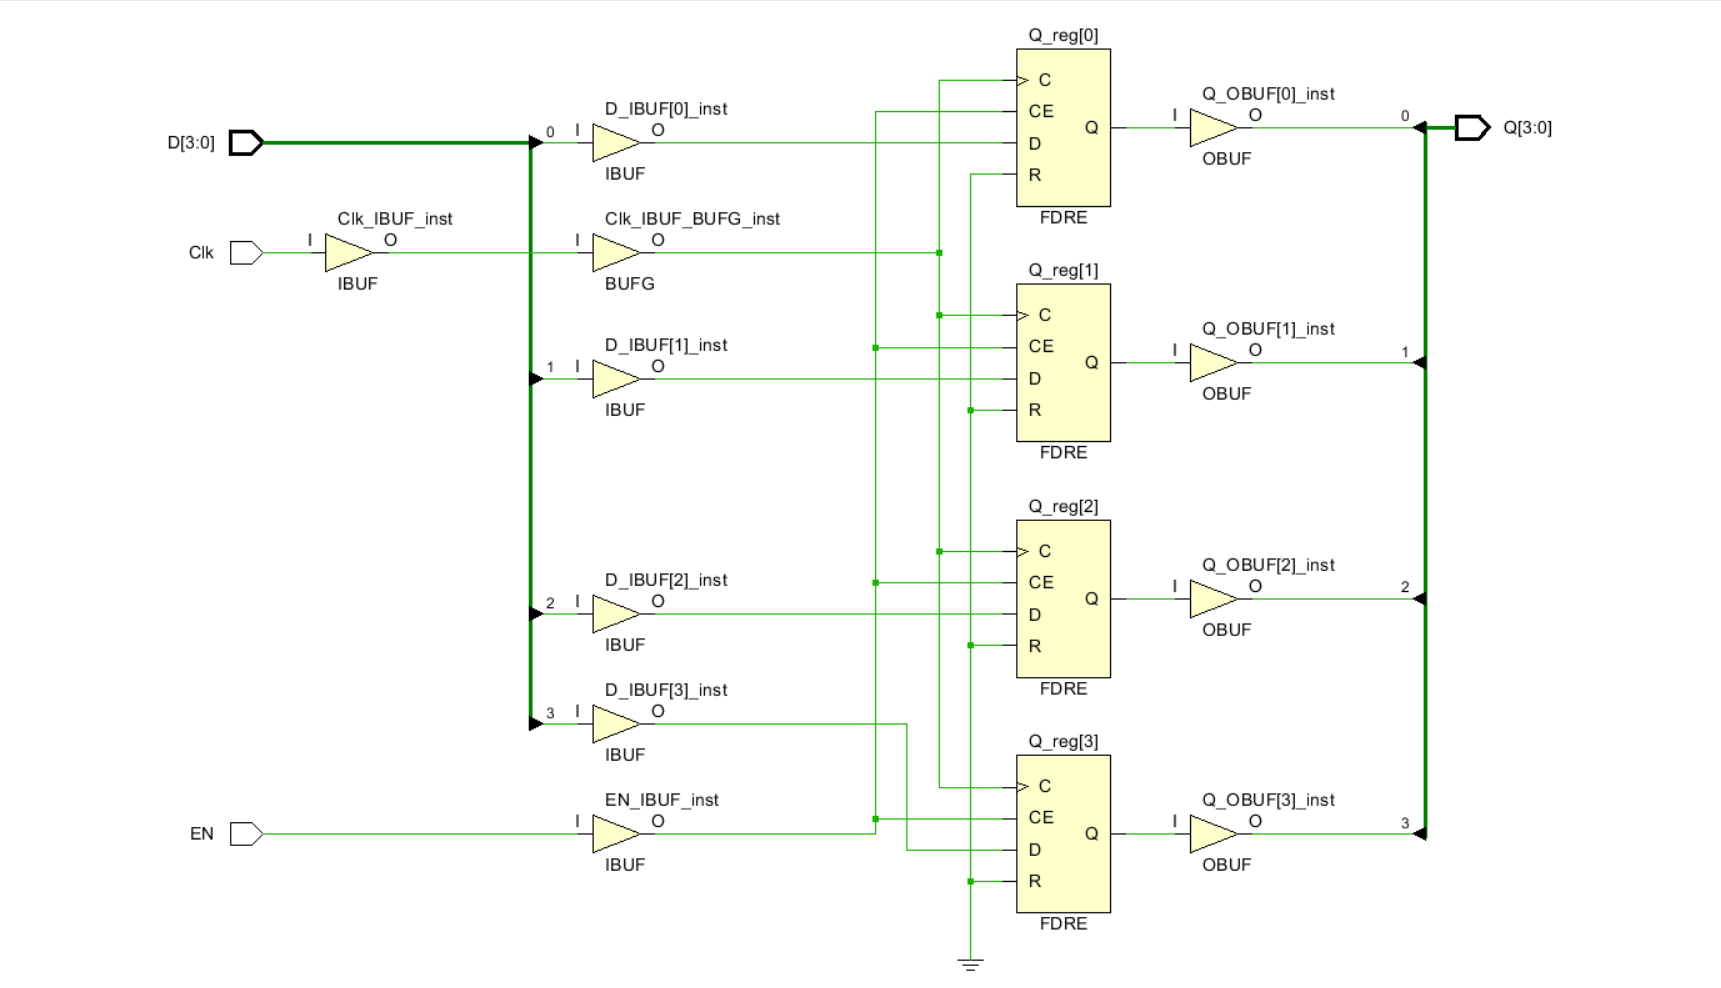 Q_reg[0]
C
D_IBUF[0]_inst
Q_OBUF[0]_inst
CE
D[3:0]
0
I
O
Q
I
O
0
Q[3:0]
D
IBUF
OBUF
R
Clk_IBUF_inst
Clk_IBUF_BUFG_inst
FDRE
Clk
I
O
I
O
IBUF
BUFG
Q_reg[1]
C
D_IBUF[1]_inst
Q_OBUF[1]_inst
CE
1
I
O
Q
I
O
1
D
IBUF
OBUF
R
FDRE
Q_reg[2]
C
D_IBUF[2]_inst
Q_OBUF[2]_inst
CE
2
I
O
Q
I
O
2
D
IBUF
OBUF
R
D_IBUF[3]_inst
FDRE
3
I
O
IBUF
Q_reg[3]
C
EN_IBUF_inst
Q_OBUF[3]_inst
CE
EN
I
O
Q
I
O
3
D
IBUF
OBUF
R
FDRE